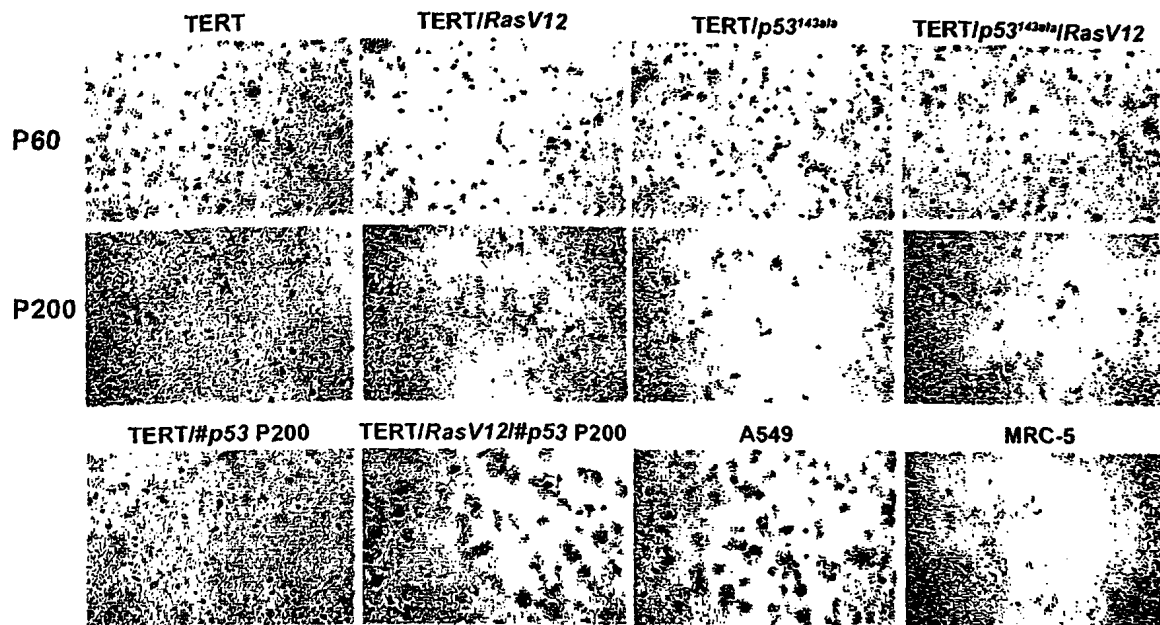 TERT TERT/RasV12 TERT/p53¹⁴³ᵃˡᵃ TERT/p53¹⁴³ᵃˡᵃ/RasV12
P60
P200
TERT/#p53 P200 TERT/RasV12/#p53 P200 A549 MRC-5